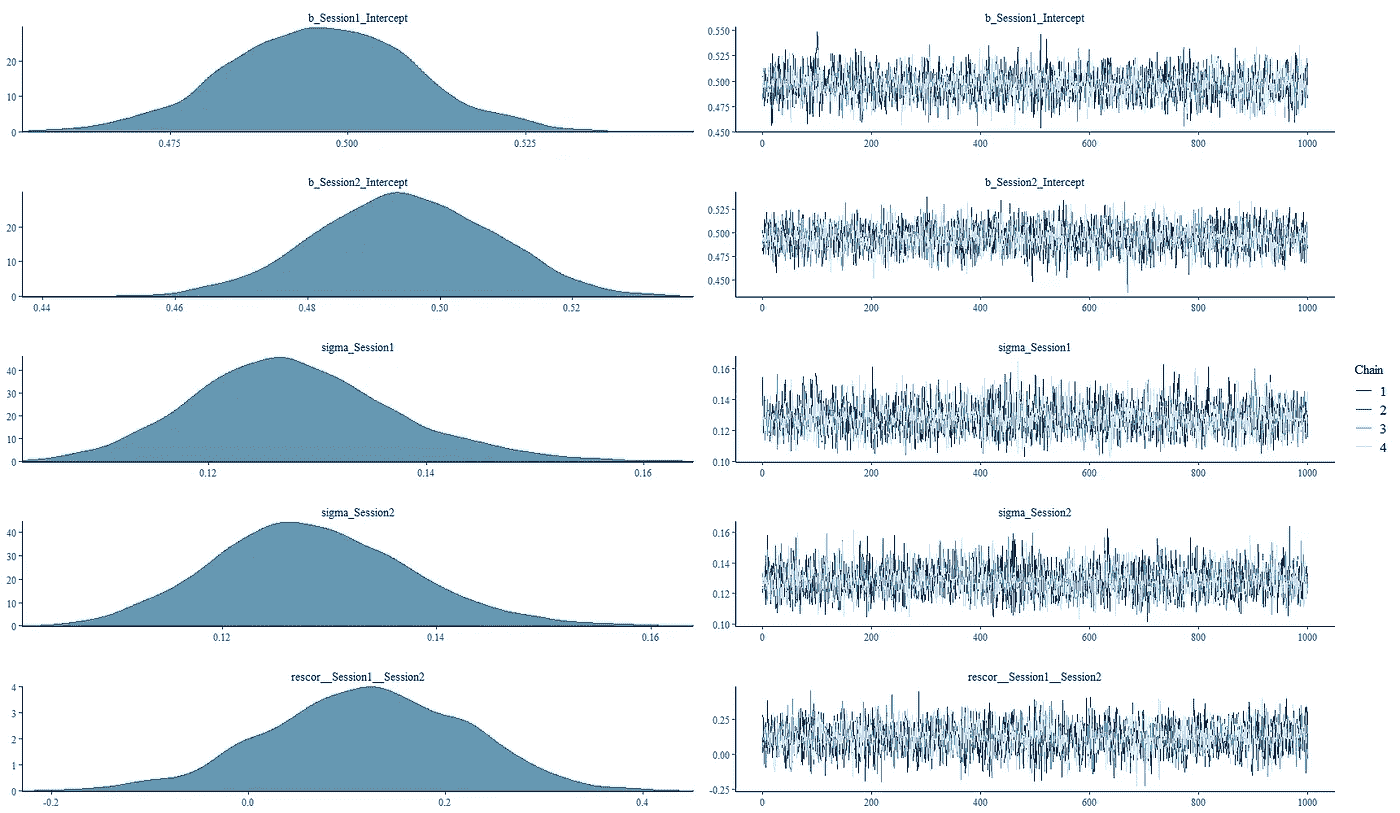 b_Session1_Intercept
20
10
0
0.475 0.500 0.525
b_Session1_Intercept
0.550
0.525
0.500
0.475
0.450
0 200 400 600 800 1000
b_Session2_Intercept
20
10
0
0.44 0.46 0.48 0.50 0.52
b_Session2_Intercept
0.525
0.500
0.475
0.450
0 200 400 600 800 1000
sigma_Session1
40
30
20
10
0
0.12 0.14 0.16
sigma_Session1
0.16
0.14
0.12
0.10
0 200 400 600 800 1000
sigma_Session2
40
30
20
10
0
0.12 0.14 0.16
sigma_Session2
0.16
0.14
0.12
0.10
0 200 400 600 800 1000
rescor__Session1__Session2
4
3
2
1
0
-0.2 0.0 0.2 0.4
rescor__Session1__Session2
0.25
0.00
-0.25
0 200 400 600 800 1000
Chain
1
2
3
4